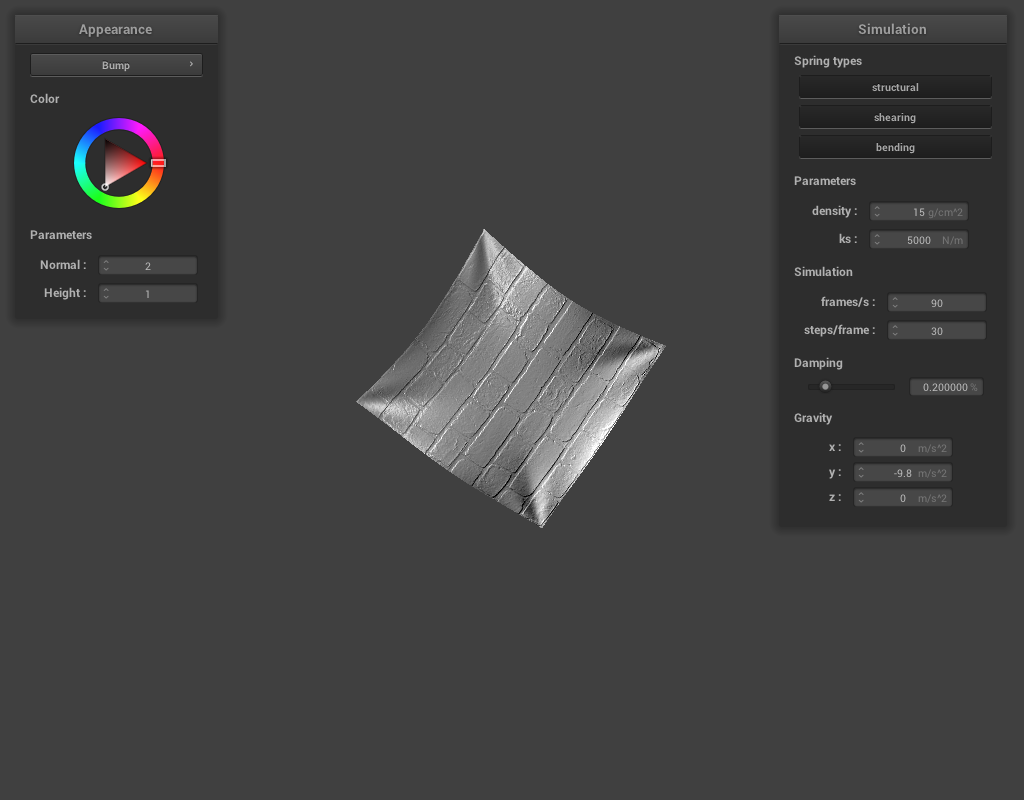 Appearance
Bump
Color
Parameters
Normal : 2
Height : 1
Simulation
Spring types
structural
shearing
bending
Parameters
density : 15 g/cm^2
ks : 5000 N/m
Simulation
frames/s : 90
steps/frame : 30
Damping
0.200000 %
Gravity
x : 0 m/s^2
y : -9.8 m/s^2
z : 0 m/s^2